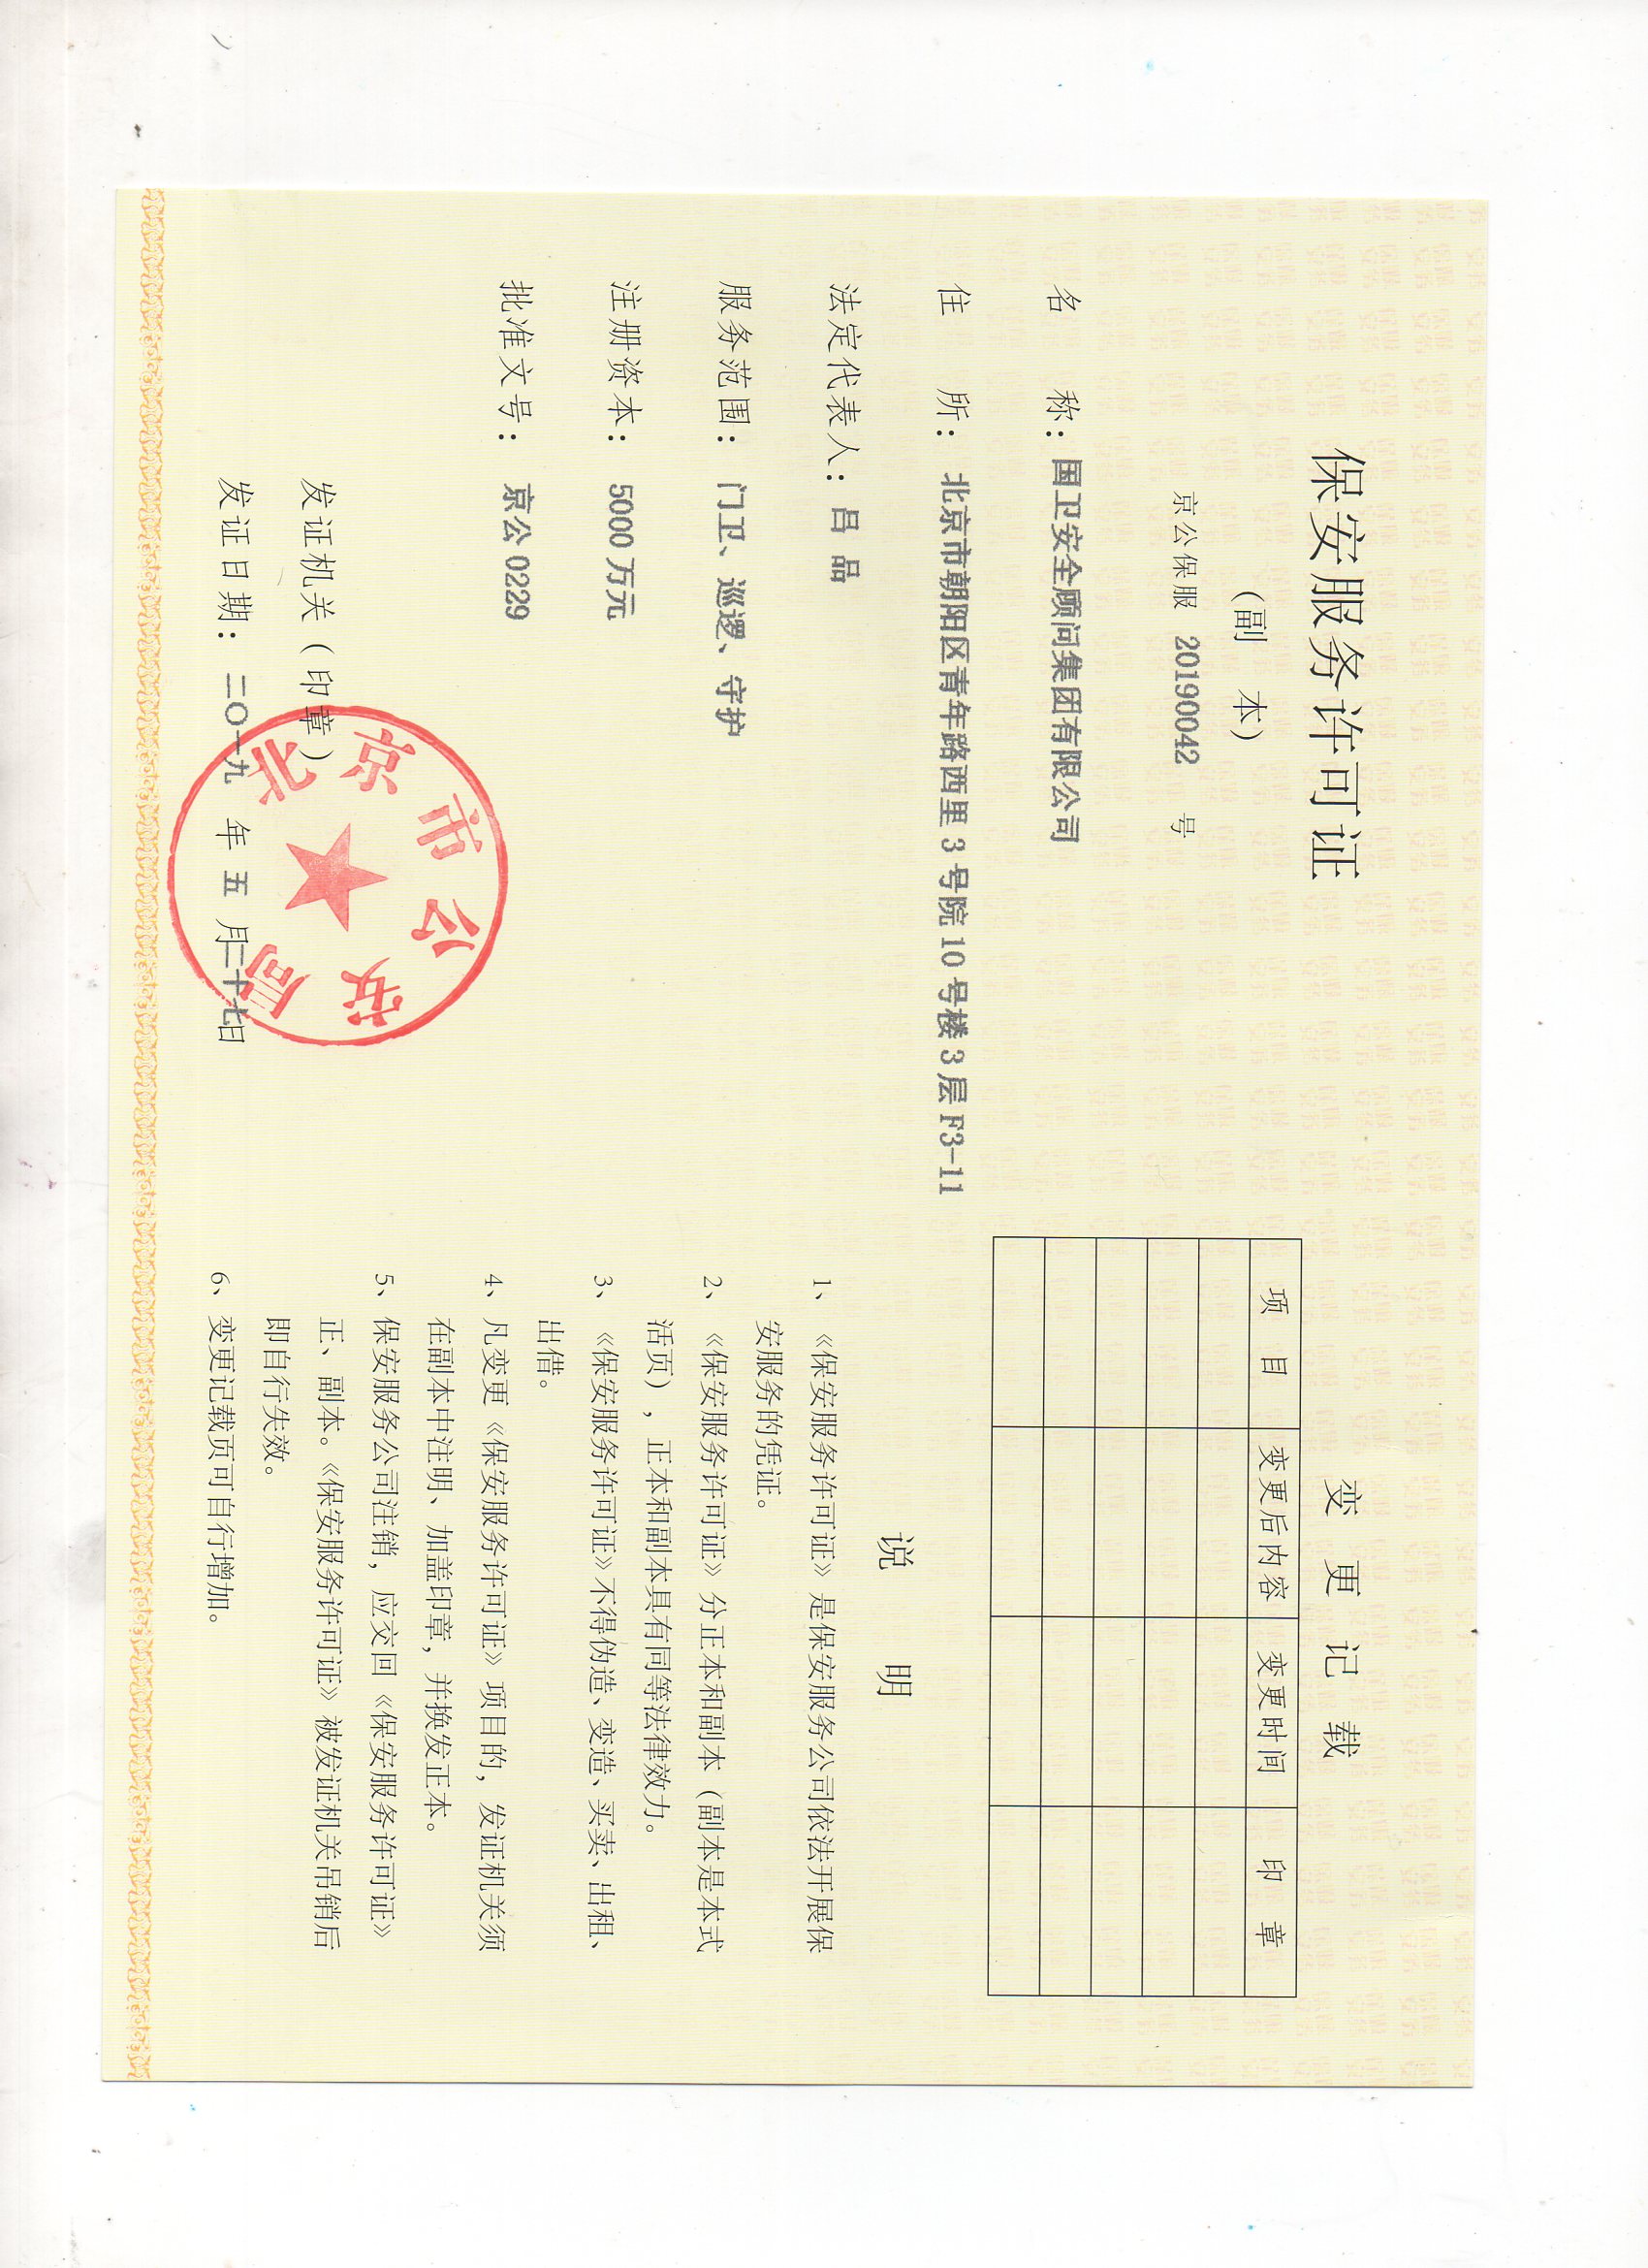 保安服务许可证
(副 本)
京公保服 20190042 号
名 称：国卫安全顾问集团有限公司
住 所：北京市朝阳区青年路西里3号院10号楼3层F3-11
法定代表人：吕 品
服务范围：门卫、巡逻、守护
注册资本：5000万元
批准文号：京公0229
发证机关（印章）
发证日期：二〇一九 年 五 月二十七日
北京市公安局
变 更 记 载
项 目 变更后内容 变更时间 印 章
说 明
1、《保安服务许可证》是保安服务公司依法开展保
安服务的凭证。
2、《保安服务许可证》分正本和副本（副本是本式
活页），正本和副本具有同等法律效力。
3、《保安服务许可证》不得伪造、变造、买卖、出租、
出借。
4、凡变更《保安服务许可证》项目的，发证机关须
在副本中注明、加盖印章，并换发正本。
5、保安服务公司注销，应交回《保安服务许可证》
正、副本。《保安服务许可证》被发证机关吊销后
即自行失效。
6、变更记载页可自行增加。